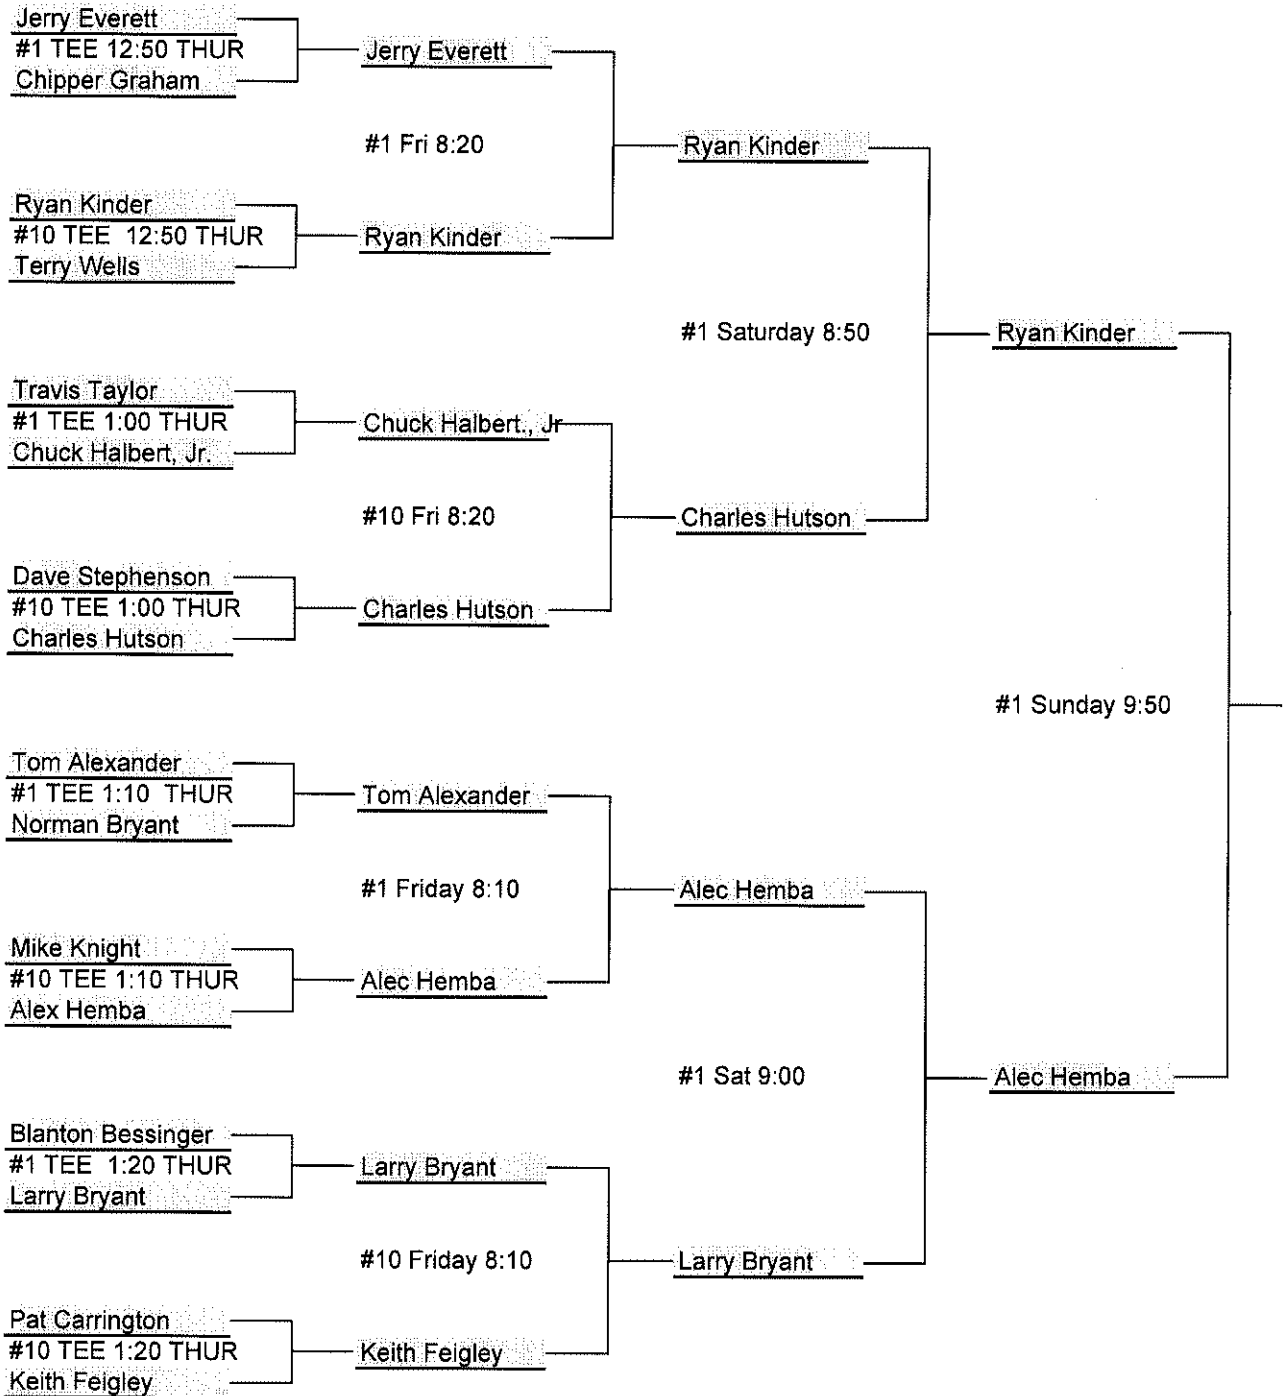 Jerry Everett
#1 TEE 12:50 THUR
Chipper Graham
Jerry Everett
#1 Fri 8:20
Ryan Kinder
Ryan Kinder
#10 TEE 12:50 THUR
Terry Wells
Ryan Kinder
#1 Saturday 8:50
Ryan Kinder
Travis Taylor
#1 TEE 1:00 THUR
Chuck Halbert, Jr.
Chuck Halbert., Jr
#10 Fri 8:20
Charles Hutson
Dave Stephenson
#10 TEE 1:00 THUR
Charles Hutson
Charles Hutson
#1 Sunday 9:50
Tom Alexander
#1 TEE 1:10 THUR
Norman Bryant
Tom Alexander
#1 Friday 8:10
Alec Hemba
Mike Knight
#10 TEE 1:10 THUR
Alex Hemba
Alec Hemba
#1 Sat 9:00
Alec Hemba
Blanton Bessinger
#1 TEE 1:20 THUR
Larry Bryant
Larry Bryant
#10 Friday 8:10
Larry Bryant
Pat Carrington
#10 TEE 1:20 THUR
Keith Feigley
Keith Feigley